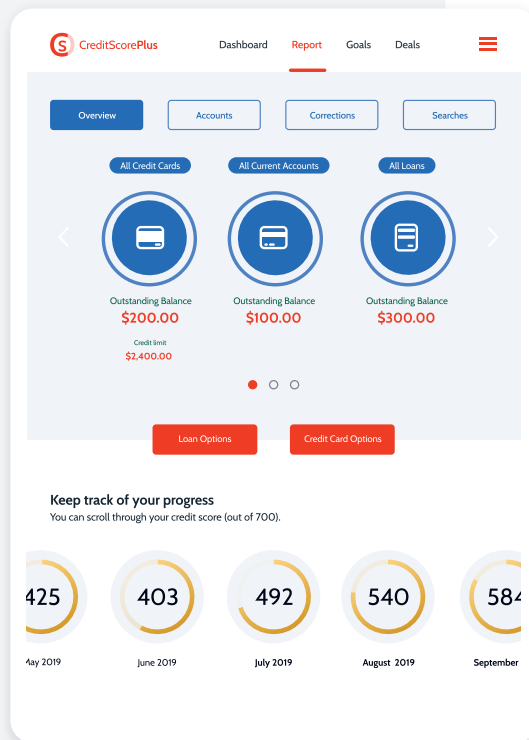 S CreditScorePlus
Dashboard Report Goals Deals
Overview Accounts Corrections Searches
All Credit Cards All Current Accounts All Loans
Outstanding Balance Outstanding Balance Outstanding Balance
$200.00 $100.00 $300.00
Credit limit
$2,400.00
Loan Options Credit Card Options
Keep track of your progress
You can scroll through your credit score (out of 700).
425 403 492 540
2019 June 2019 July 2019 August 2019 September